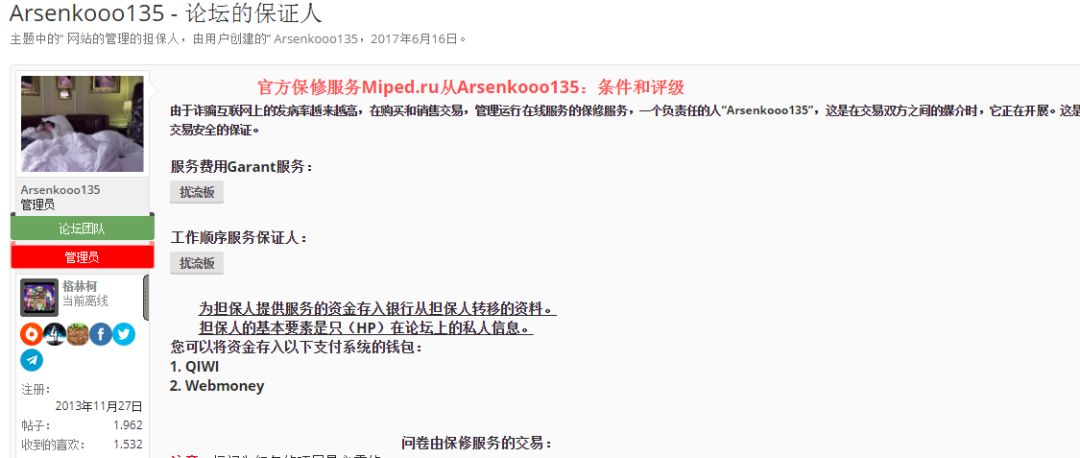 Arsenkooo135 - 论坛的保证人
主题中的" 网站的管理的担保人，由用户创建的" Arsenkooo135，2017年6月16日。
官方保修服务Miped.ru从Arsenkooo135：条件和评级
由于诈骗互联网上的发病率越来越高，在购买和销售交易，管理运行在线服务的保修服务，一个负责任的人"Arsenkooo135"，这是在交易双方之间的媒介时，它正在开展。这是
交易安全的保证。
服务费用Garant服务：
扰流板
Arsenkooo135
管理员
论坛团队
管理员
工作顺序服务保证人：
扰流板
格林柯
当前离线
为担保人提供服务的资金存入银行从担保人转移的资料。
担保人的基本要素是只（HP）在论坛上的私人信息。
您可以将资金存入以下支付系统的钱包：
1. QIWI
2. Webmoney
注册：
2013年11月27日
帖子： 1.962
收到的喜欢： 1.532
问卷由保修服务的交易：